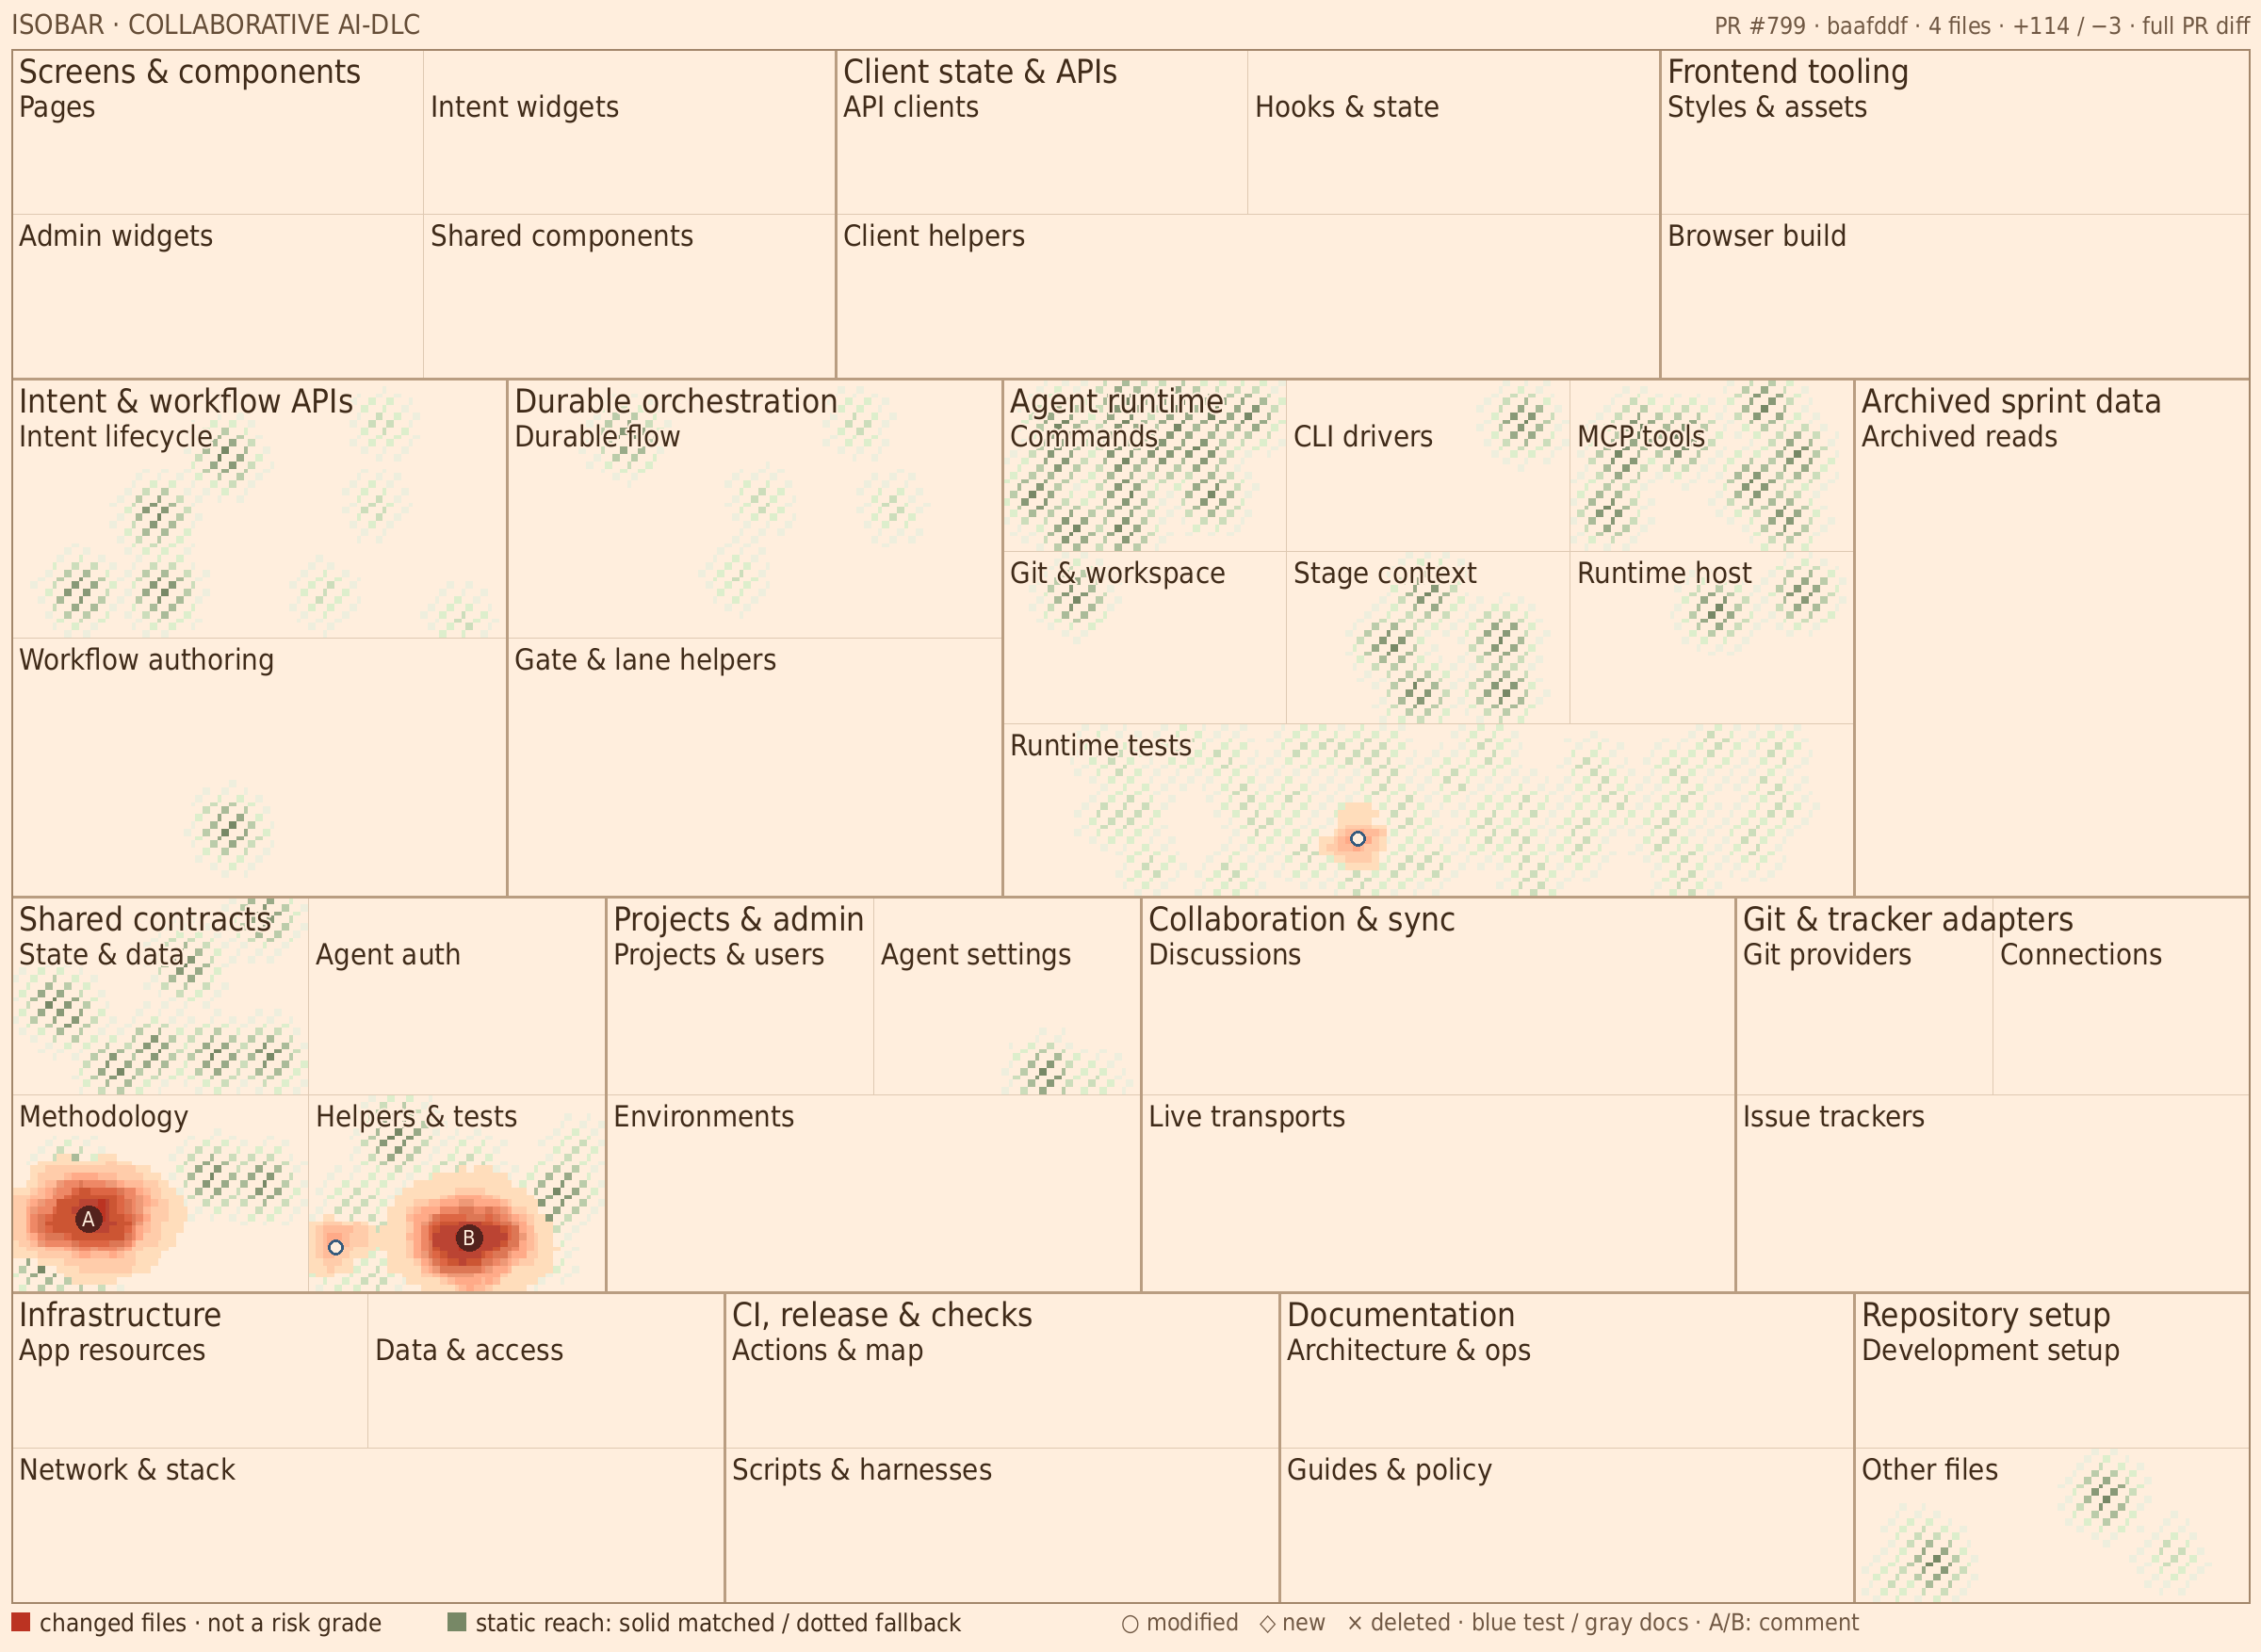 ISOBAR · COLLABORATIVE AI-DLC
PR #799 · baafddf · 4 files · +114 / −3 · full PR diff
Screens & components
Pages
Intent widgets
Client state & APIs
API clients
Hooks & state
Frontend tooling
Styles & assets
Admin widgets
Shared components
Client helpers
Browser build
Intent & workflow APIs
Intent lifecycle
Durable orchestration
Durable flow
Agent runtime
Commands
CLI drivers
MCP tools
Archived sprint data
Archived reads
Git & workspace
Stage context
Runtime host
Workflow authoring
Gate & lane helpers
Runtime tests
Shared contracts
State & data
Agent auth
Projects & admin
Projects & users
Agent settings
Collaboration & sync
Discussions
Git & tracker adapters
Git providers
Connections
Methodology
Helpers & tests
Environments
Live transports
Issue trackers
A
B
Infrastructure
App resources
Data & access
CI, release & checks
Actions & map
Documentation
Architecture & ops
Repository setup
Development setup
Network & stack
Scripts & harnesses
Guides & policy
Other files
changed files · not a risk grade
static reach: solid matched / dotted fallback
○ modified ◇ new × deleted · blue test / gray docs · A/B: comment